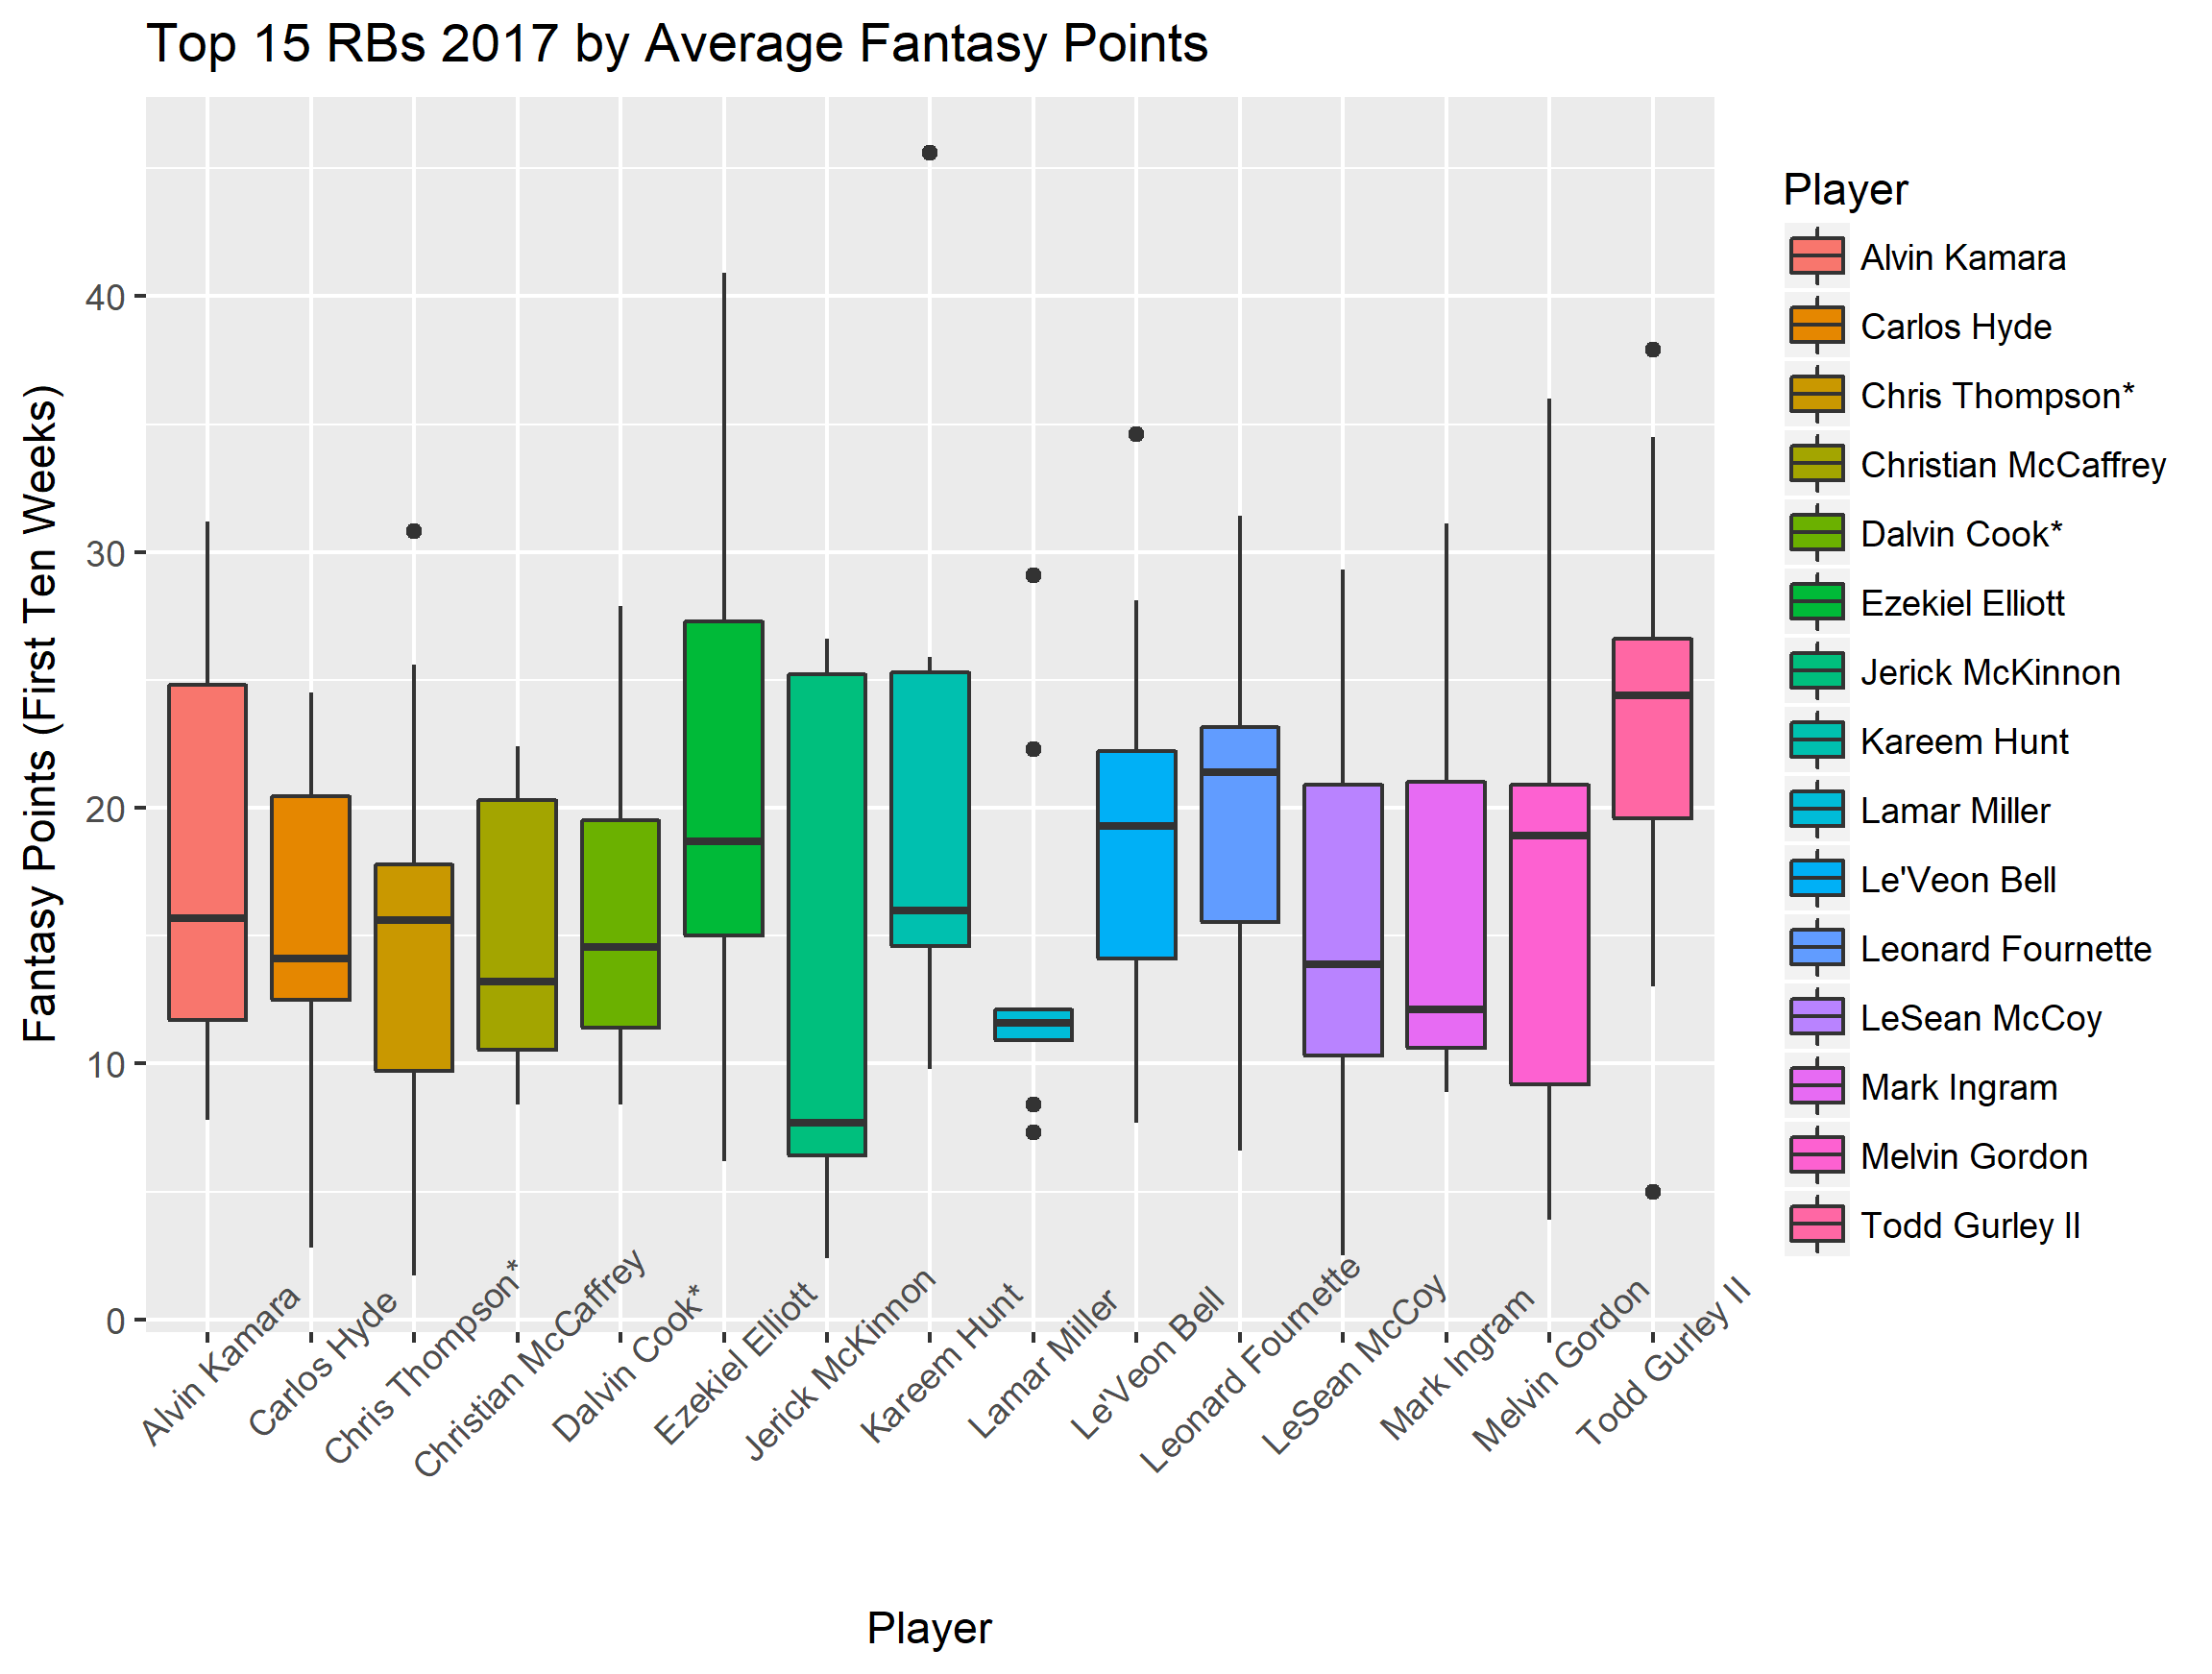 Top 15 RBs 2017 by Average Fantasy Points
Fantasy Points (First Ten Weeks)
40
30
20
10
0
Alvin Kamara
Carlos Hyde
Chris Thompson*
Christian McCaffrey
Dalvin Cook*
Ezekiel Elliott
Jerick McKinnon
Kareem Hunt
Lamar Miller
Le'Veon Bell
Leonard Fournette
LeSean McCoy
Mark Ingram
Melvin Gordon
Todd Gurley II
Player
Player
Alvin Kamara
Carlos Hyde
Chris Thompson*
Christian McCaffrey
Dalvin Cook*
Ezekiel Elliott
Jerick McKinnon
Kareem Hunt
Lamar Miller
Le'Veon Bell
Leonard Fournette
LeSean McCoy
Mark Ingram
Melvin Gordon
Todd Gurley II